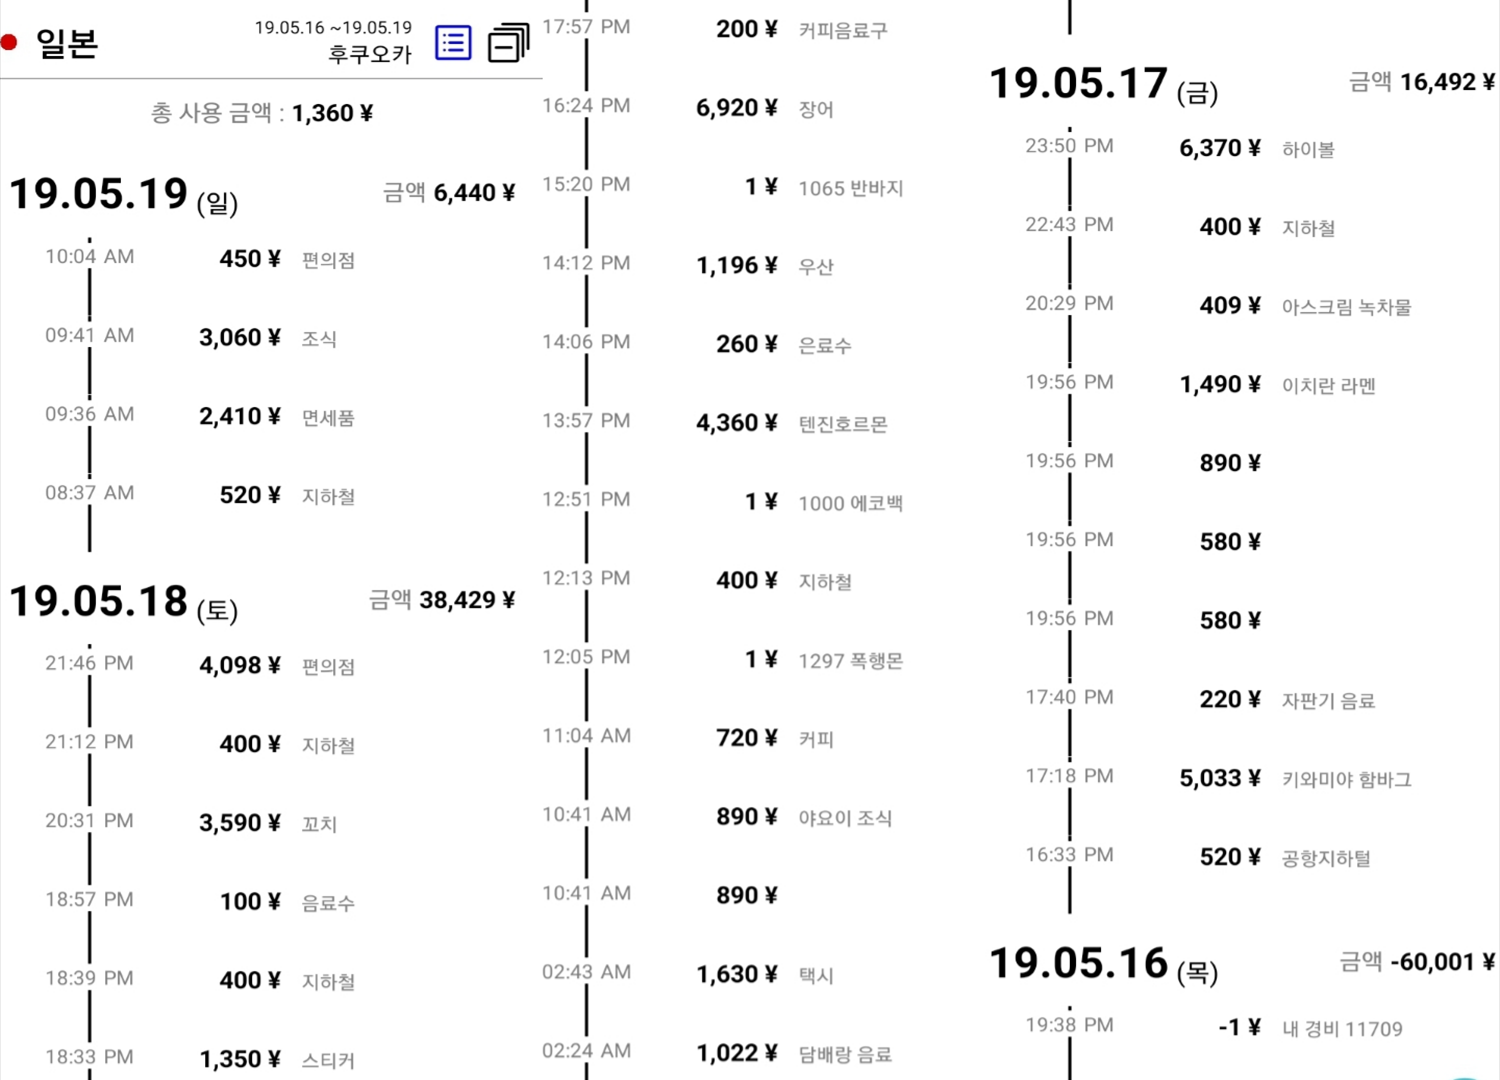 일본
19.05.16 ~19.05.19
후쿠오카
총 사용 금액 : 1,360 ¥
19.05.19 (일) 금액 6,440 ¥
10:04 AM 450 ¥ 편의점
09:41 AM 3,060 ¥ 조식
09:36 AM 2,410 ¥ 면세품
08:37 AM 520 ¥ 지하철
19.05.18 (토) 금액 38,429 ¥
21:46 PM 4,098 ¥ 편의점
21:12 PM 400 ¥ 지하철
20:31 PM 3,590 ¥ 꼬치
18:57 PM 100 ¥ 음료수
18:39 PM 400 ¥ 지하철
18:33 PM 1,350 ¥ 스티커
17:57 PM 200 ¥ 커피음료구
16:24 PM 6,920 ¥ 장어
15:20 PM 1 ¥ 1065 반바지
14:12 PM 1,196 ¥ 우산
14:06 PM 260 ¥ 은료수
13:57 PM 4,360 ¥ 텐진호르몬
12:51 PM 1 ¥ 1000 에코백
12:13 PM 400 ¥ 지하철
12:05 PM 1 ¥ 1297 폭행몬
11:04 AM 720 ¥ 커피
10:41 AM 890 ¥ 야요이 조식
10:41 AM 890 ¥
02:43 AM 1,630 ¥ 택시
02:24 AM 1,022 ¥ 담배랑 음료
19.05.17 (금) 금액 16,492 ¥
23:50 PM 6,370 ¥ 하이볼
22:43 PM 400 ¥ 지하철
20:29 PM 409 ¥ 아스크림 녹차물
19:56 PM 1,490 ¥ 이치란 라멘
19:56 PM 890 ¥
19:56 PM 580 ¥
19:56 PM 580 ¥
17:40 PM 220 ¥ 자판기 음료
17:18 PM 5,033 ¥ 키와미야 함바그
16:33 PM 520 ¥ 공항지하털
19.05.16 (목) 금액 -60,001 ¥
19:38 PM -1 ¥ 내 경비 11709